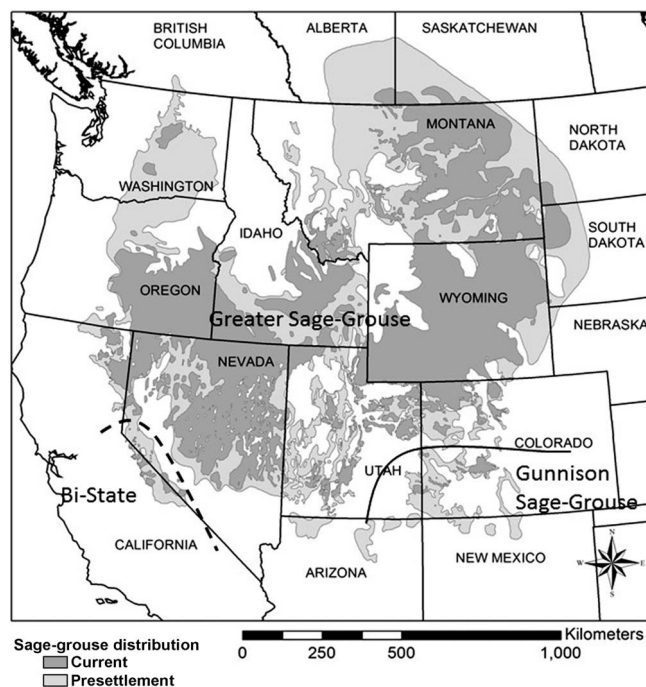 BRITISH
COLUMBIA
ALBERTA
SASKATCHEWAN
MONTANA
NORTH
DAKOTA
WASHINGTON
IDAHO
SOUTH
DAKOTA
OREGON
WYOMING
Greater Sage-Grouse
NEBRASKA
NEVADA
COLORADO
UTAH
Gunnison
Sage-Grouse
Bi-State
CALIFORNIA
ARIZONA
NEW MEXICO
N
W E
S
Sage-grouse distribution
Current
Presettlement
Kilometers
0 250 500 1,000